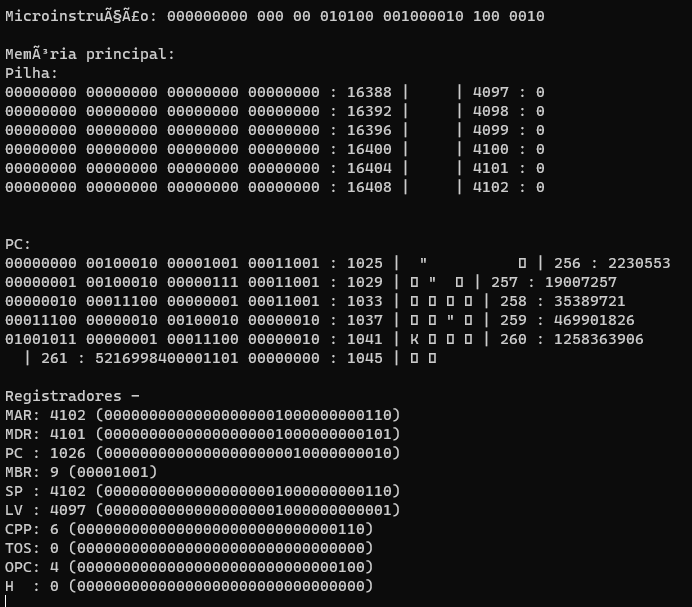 MicroinstruÃ§Ã£o: 000000000 000 00 010100 001000010 100 0010
MemÃ³ria principal:
Pilha:
00000000 00000000 00000000 00000000 : 16388 |     | 4097 : 0
00000000 00000000 00000000 00000000 : 16392 |     | 4098 : 0
00000000 00000000 00000000 00000000 : 16396 |     | 4099 : 0
00000000 00000000 00000000 00000000 : 16400 |     | 4100 : 0
00000000 00000000 00000000 00000000 : 16404 |     | 4101 : 0
00000000 00000000 00000000 00000000 : 16408 |     | 4102 : 0
PC:
00000000 00100010 00001001 00011001 : 1025 |  "          □ | 256 : 2230553
00000001 00100010 00000111 00011001 : 1029 | □ "  □ | 257 : 19007257
00000010 00011100 00000001 00011001 : 1033 | □ □ □ □ | 258 : 35389721
00011100 00000010 00100010 00000010 : 1037 | □ □ " □ | 259 : 469901826
01001011 00000001 00011100 00000010 : 1041 | K □ □ □ | 260 : 1258363906
  | 261 : 5216998400001101 00000000 : 1045 | □ □
Registradores -
MAR: 4102 (00000000000000000001000000000110)
MDR: 4101 (00000000000000000001000000000101)
PC : 1026 (00000000000000000000010000000010)
MBR: 9 (00001001)
SP : 4102 (00000000000000000001000000000110)
LV : 4097 (00000000000000000001000000000001)
CPP: 6 (00000000000000000000000000000110)
TOS: 0 (00000000000000000000000000000000)
OPC: 4 (00000000000000000000000000000100)
H  : 0 (00000000000000000000000000000000)